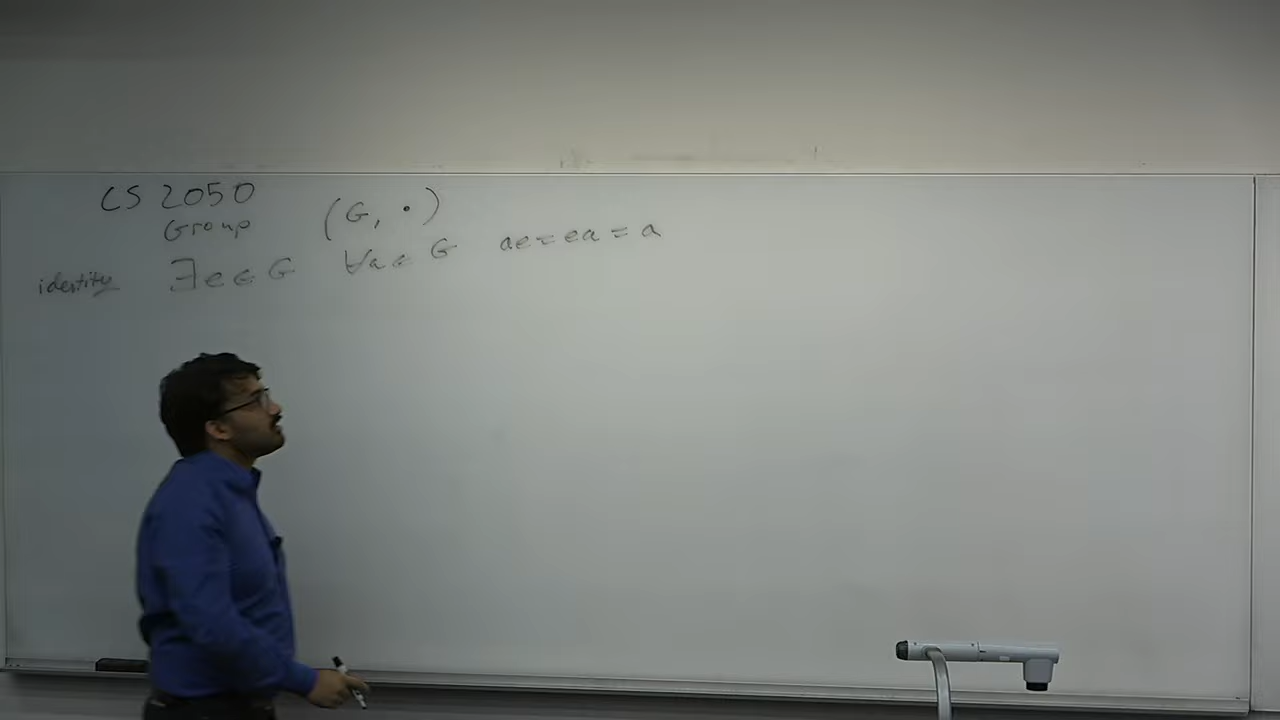 CS 2050
Group (G, •)
identity ∃e∈G ∀a∈G ae=ea=a